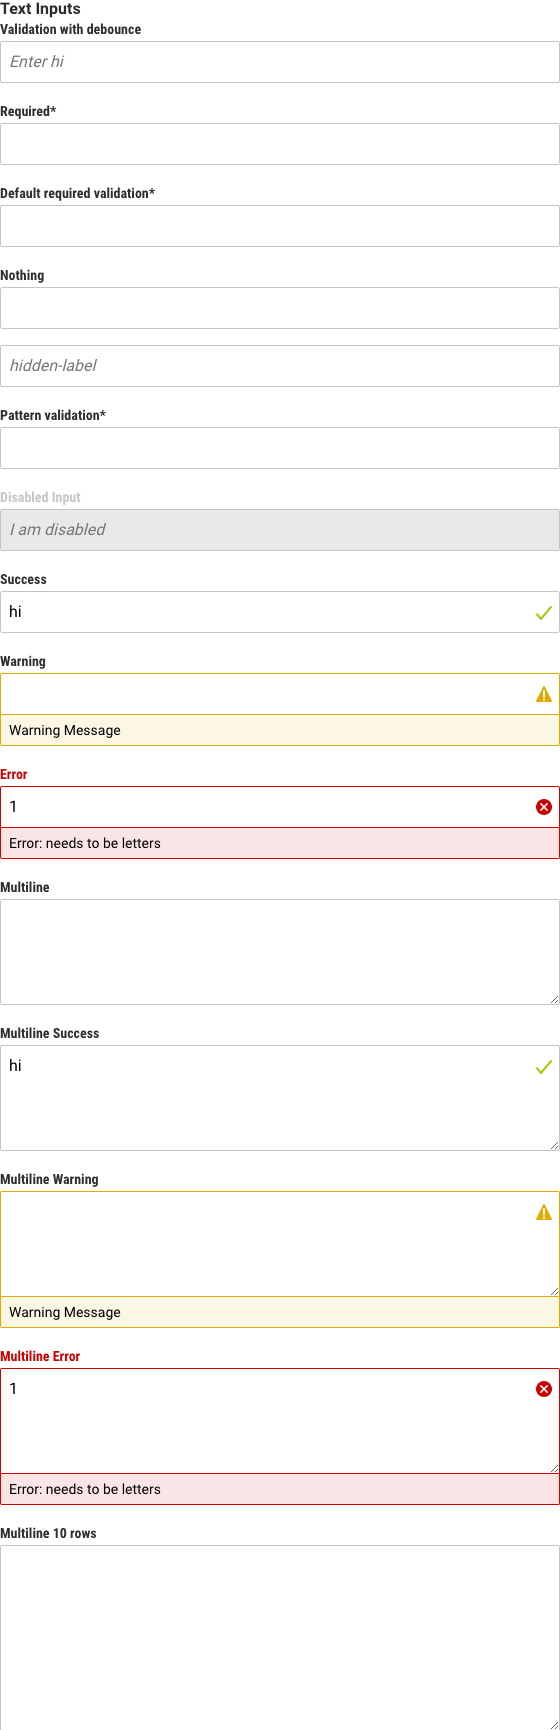 Text Inputs
Validation with debounce
Enter hi
Required*
Default required validation*
Nothing
hidden-label
Pattern validation*
Disabled Input
I am disabled
Success
hi
Warning
Warning Message
Error
1
Error: needs to be letters
Multiline
Multiline Success
hi
Multiline Warning
Warning Message
Multiline Error
1
Error: needs to be letters
Multiline 10 rows